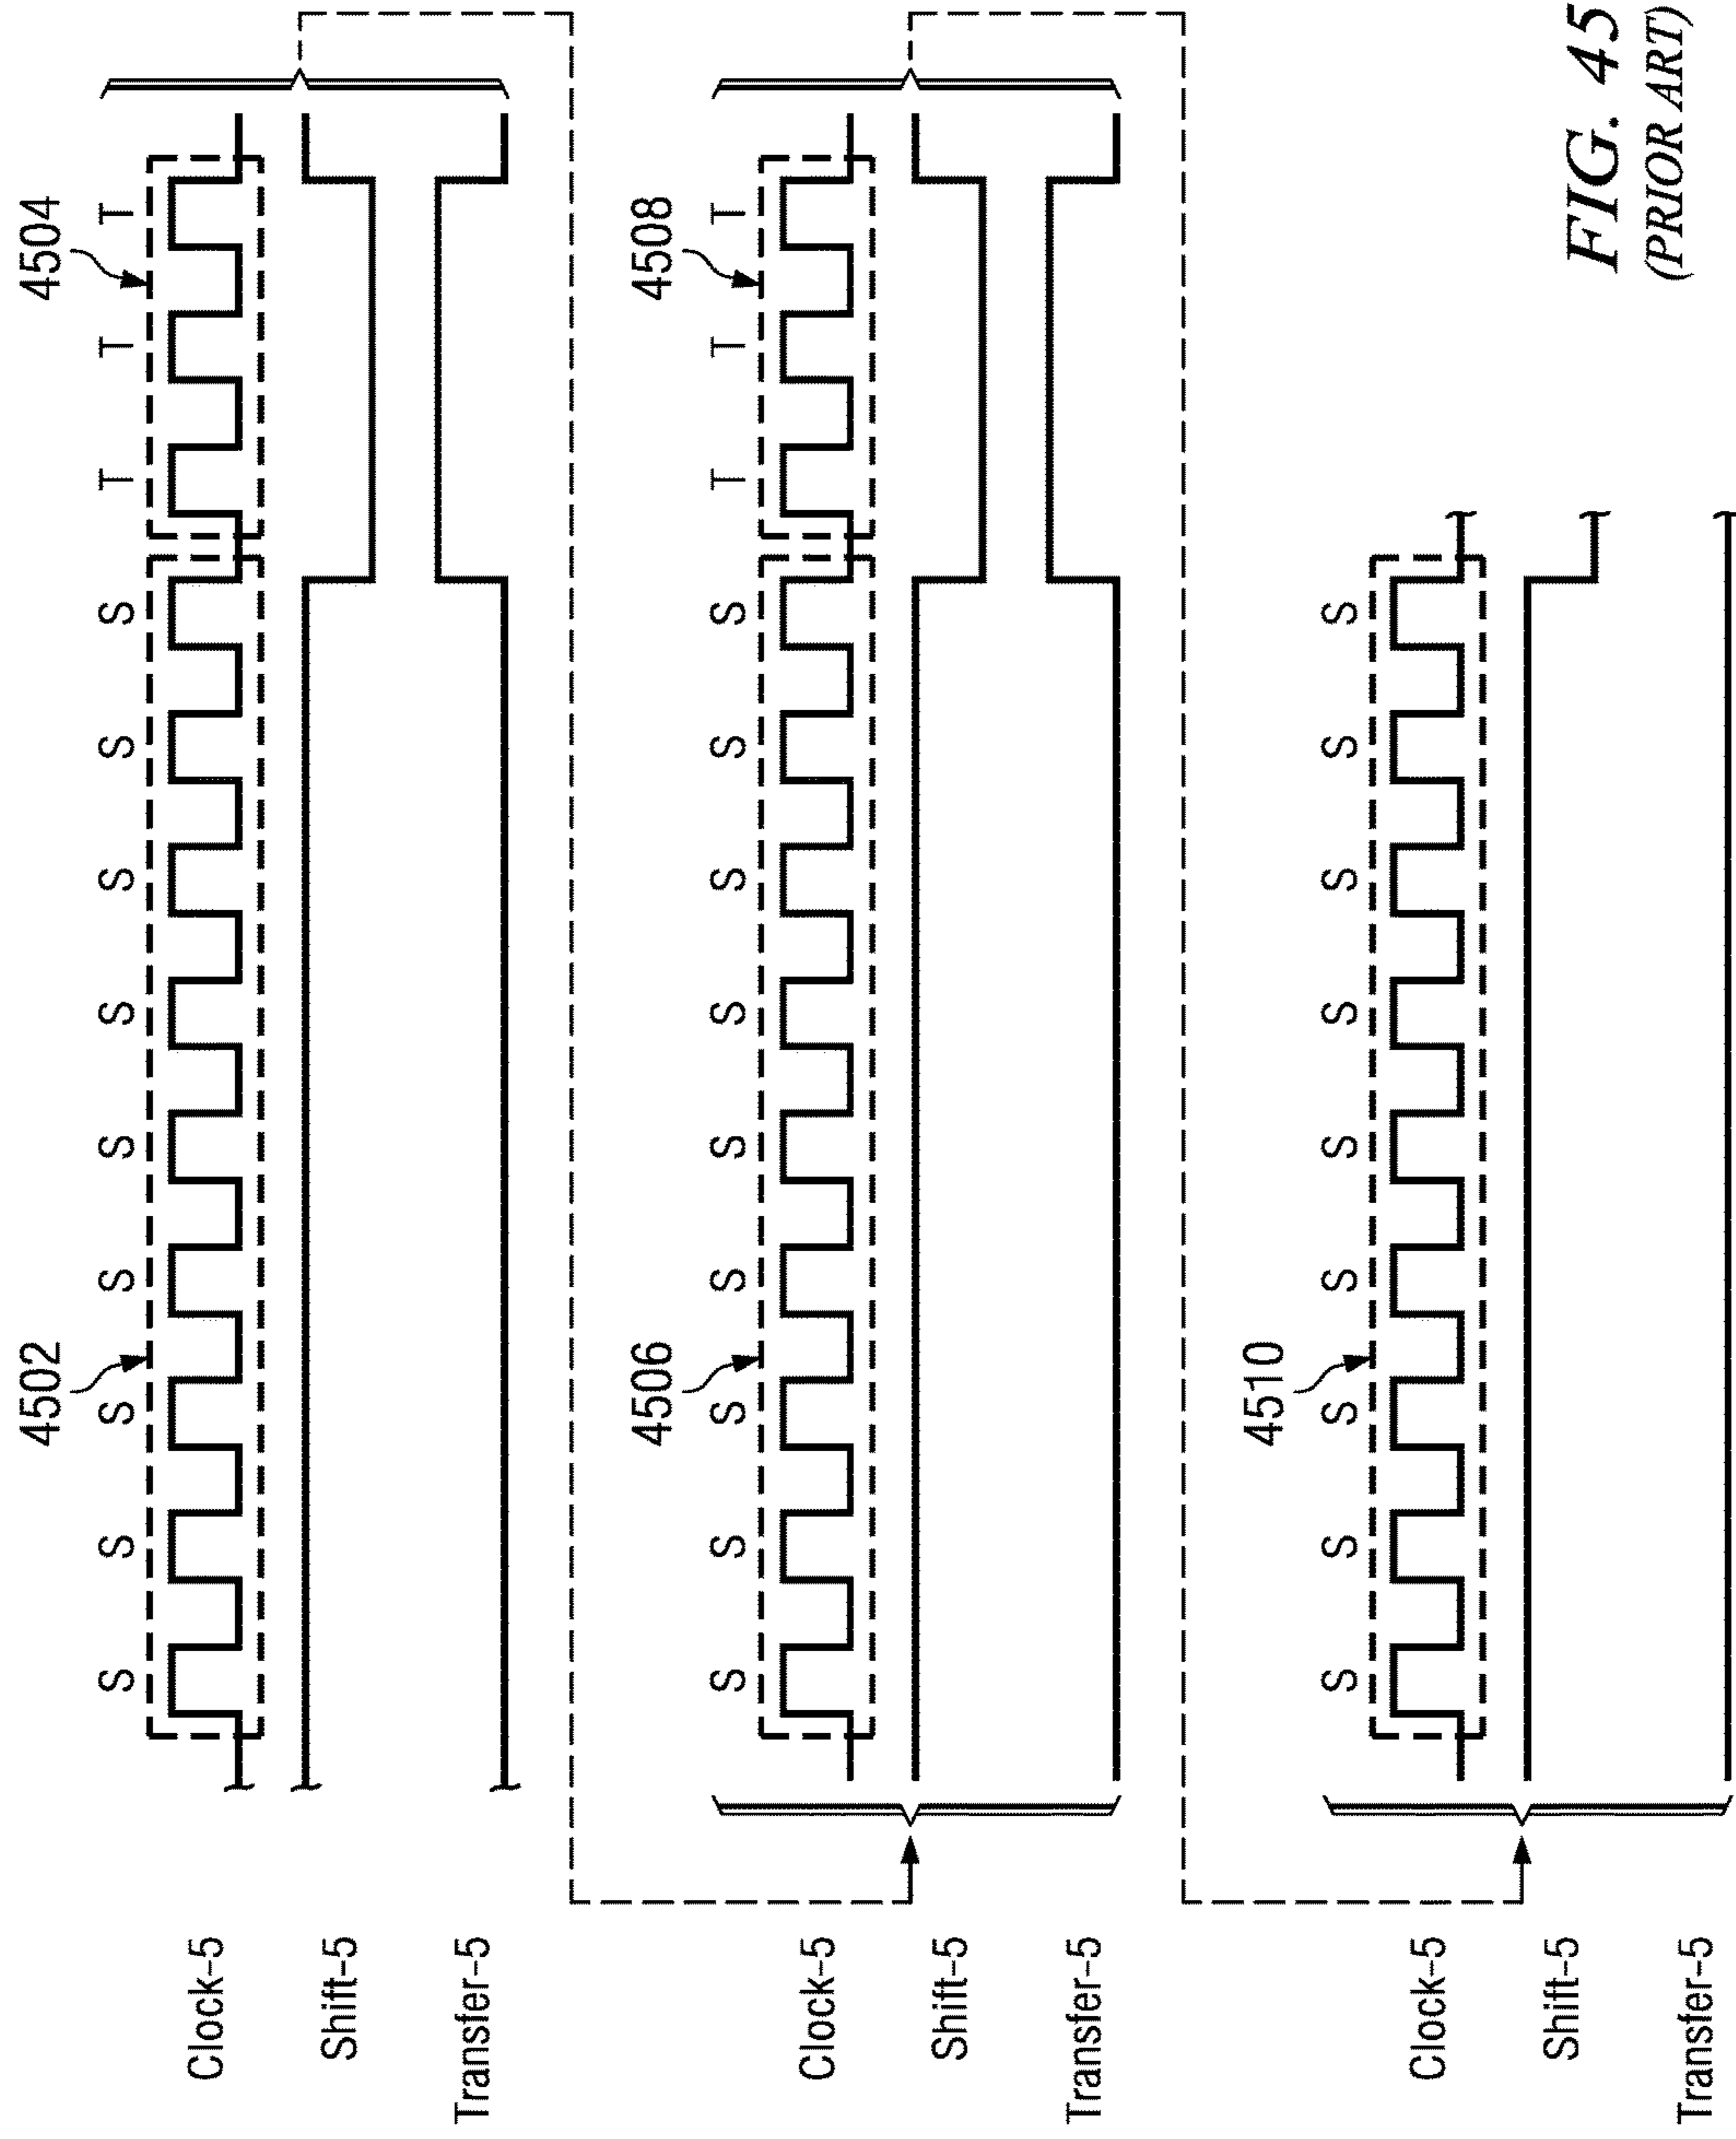 4502 4504
S S S S S S S S S T T T
Clock-5
Shift-5
Transfer-5
4506 4508
S S S S S S S S S T T T
Clock-5
Shift-5
Transfer-5
4510
S S S S S S S S S
Clock-5
Shift-5
Transfer-5
FIG. 45
(PRIOR ART)